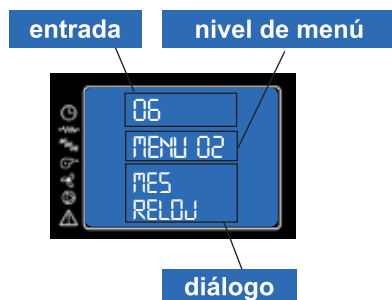 entrada
nivel de menú
06
MENU 02
MES
RELOJ
diálogo